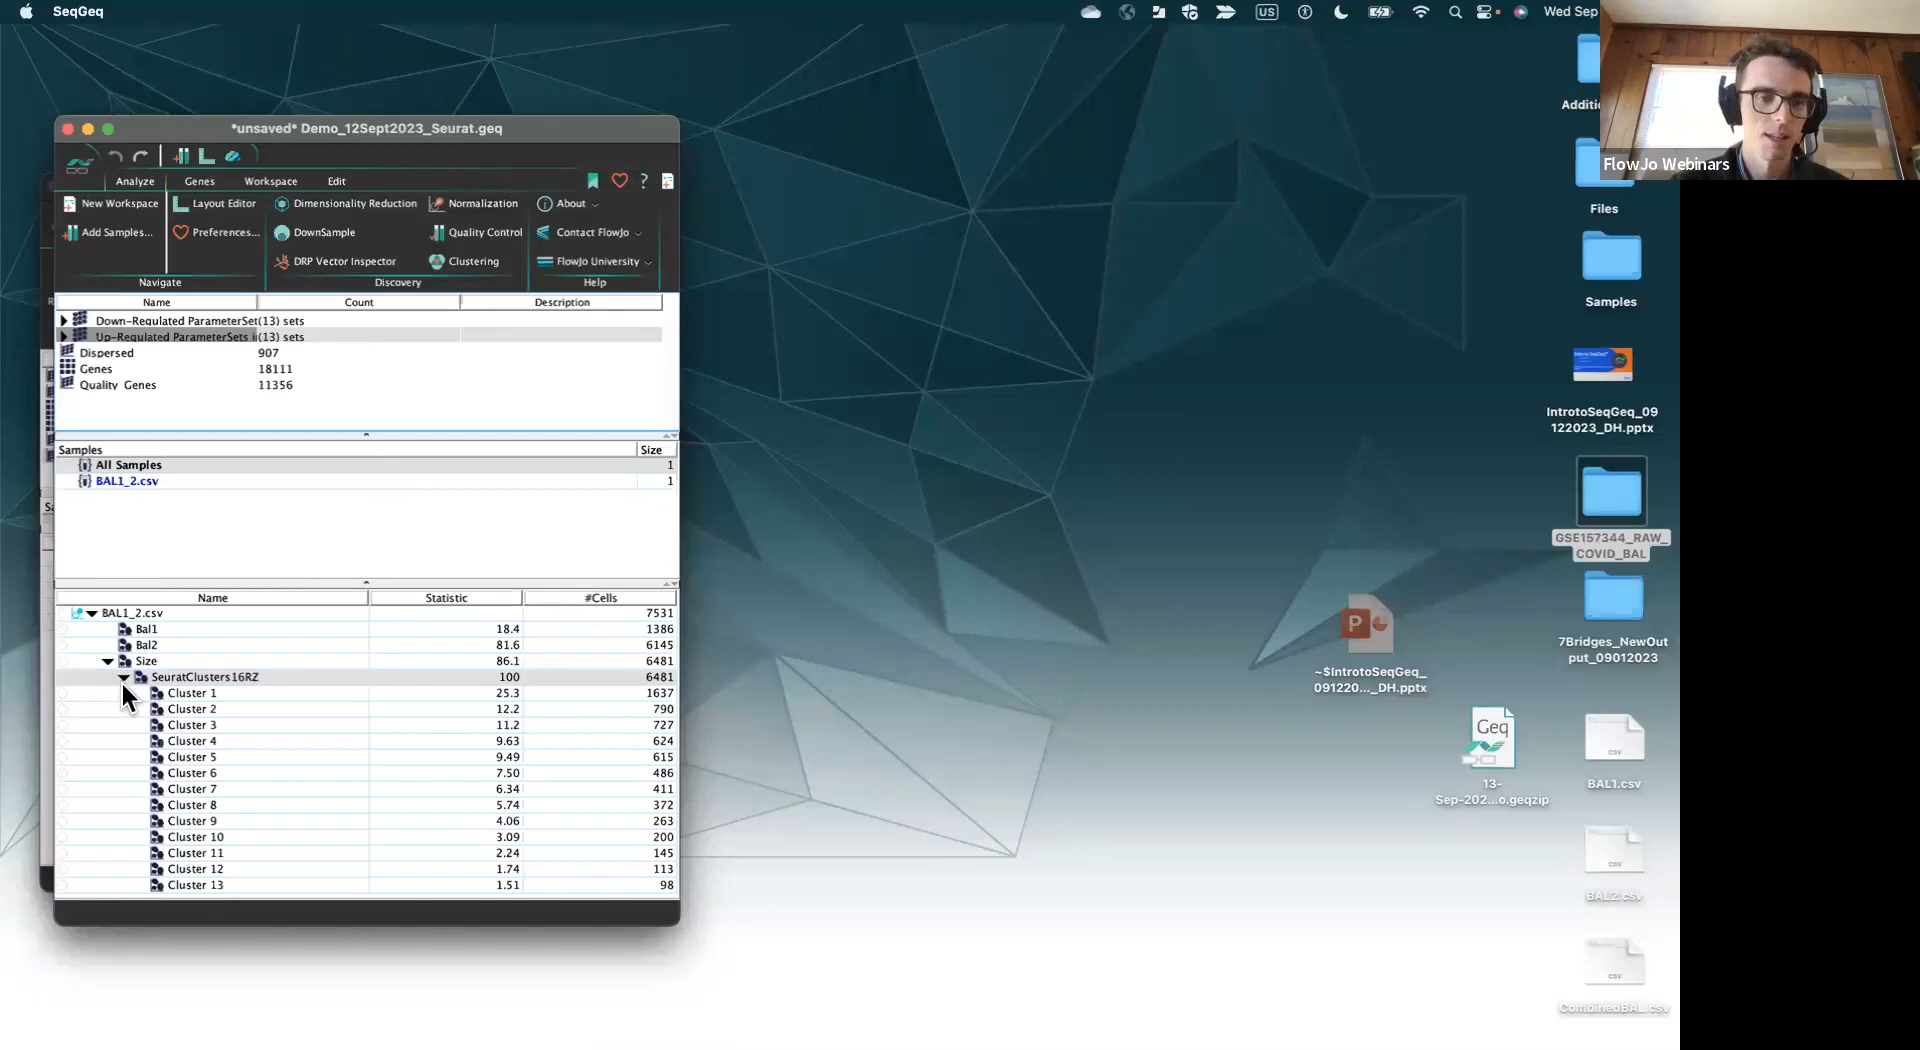 SeqGeq
US
Wed Sep
FlowJo Webinars
*unsaved* Demo_12Sept2023_Seurat.geq
Analyze Genes Workspace Edit
New Workspace Layout Editor Dimensionality Reduction Normalization About
Add Samples... Preferences... DownSample Quality Control Contact FlowJo
DRP Vector Inspector Clustering FlowJo University
Navigate Discovery Help
Name Count Description
Down-Regulated ParameterSet (13) sets
Up-Regulated ParameterSets i (13) sets
Dispersed 907
Genes 18111
Quality Genes 11356
Samples Size
All Samples 1
BAL1_2.csv 1
Name Statistic #Cells
BAL1_2.csv 7531
Bal1 18.4 1386
Bal2 81.6 6145
Size 86.1 6481
SeuratClusters16RZ 100 6481
Cluster 1 25.3 1637
Cluster 2 12.2 790
Cluster 3 11.2 727
Cluster 4 9.63 624
Cluster 5 9.49 615
Cluster 6 7.50 486
Cluster 7 6.34 411
Cluster 8 5.74 372
Cluster 9 4.06 263
Cluster 10 3.09 200
Cluster 11 2.24 145
Cluster 12 1.74 113
Cluster 13 1.51 98
Additi
Files
Samples
IntrotoSeqGeq_09
122023_DH.pptx
GSE157344_RAW_
COVID_BAL
7Bridges_NewOut
put_09012023
P
~$IntrotoSeqGeq_
091220..._DH.pptx
Geq
13-
Sep-202...o.geqzip
CSV
BAL1.csv
CSV
BAL2.csv
CSV
CombinedBAL.csv